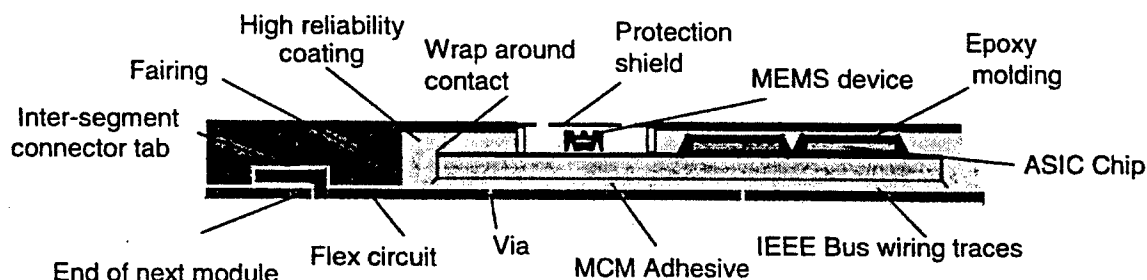 High reliability
coating
Wrap around
contact
Protection
shield
Epoxy
molding
Fairing
MEMS device
Inter-segment
connector tab
ASIC Chip
Via
IEEE Bus wiring traces
Flex circuit
MCM Adhesive
End of next module